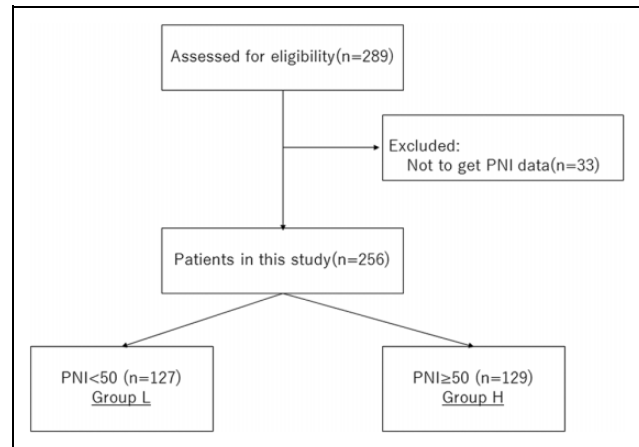 Assessed for eligibility(n=289)
Excluded:
Not to get PNI data(n=33)
Patients in this study(n=256)
PNI<50 (n=127)
Group L
PNI≥50 (n=129)
Group H